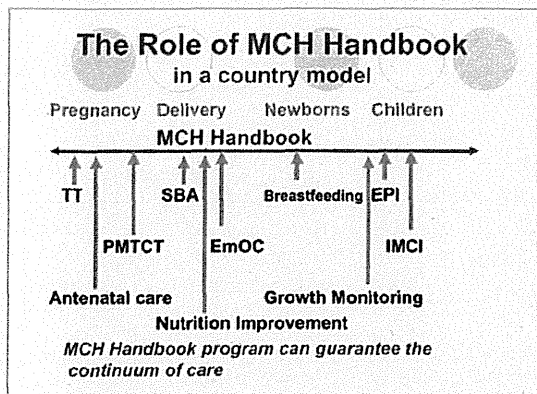 The Role of MCH Handbook
in a country model
Pregnancy Delivery Newborns Children
MCH Handbook
TT SBA Breastfeeding EPI
PMTCT EmOC IMCI
Antenatal care Growth Monitoring
Nutrition Improvement
MCH Handbook program can guarantee the
continuum of care